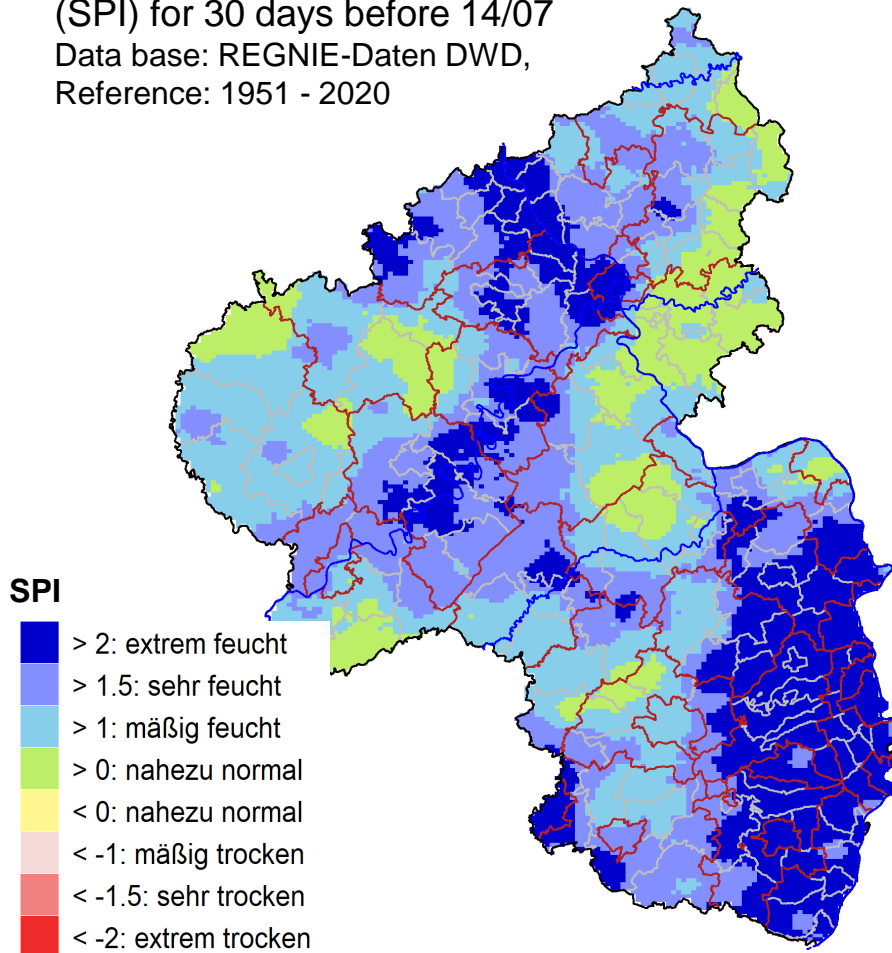 (SPI) for 30 days before 14/07
Data base: REGNIE-Daten DWD,
Reference: 1951 - 2020
SPI
> 2: extrem feucht
> 1.5: sehr feucht
> 1: mäßig feucht
> 0: nahezu normal
< 0: nahezu normal
< -1: mäßig trocken
< -1.5: sehr trocken
< -2: extrem trocken